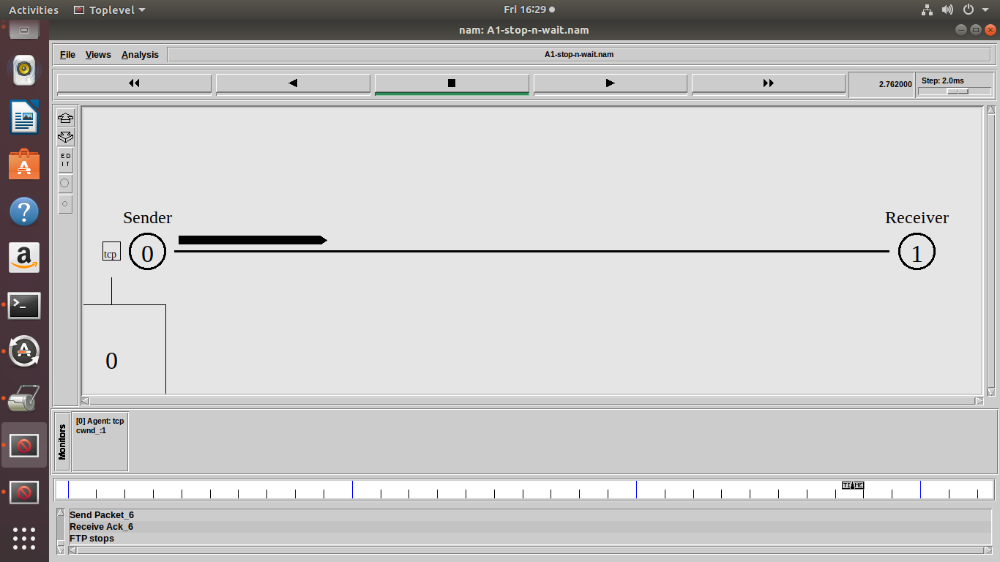 Activities Toplevel Fri 16:29
nam: A1-stop-n-wait.nam
File Views Analysis A1-stop-n-wait.nam
2.762000 Step: 2.0ms
ED
IT
Sender Receiver
tcp 0 1
0
Monitors
[0] Agent: tcp
cwnd_:1
TIME
Send Packet_6
Receive Ack_6
FTP stops